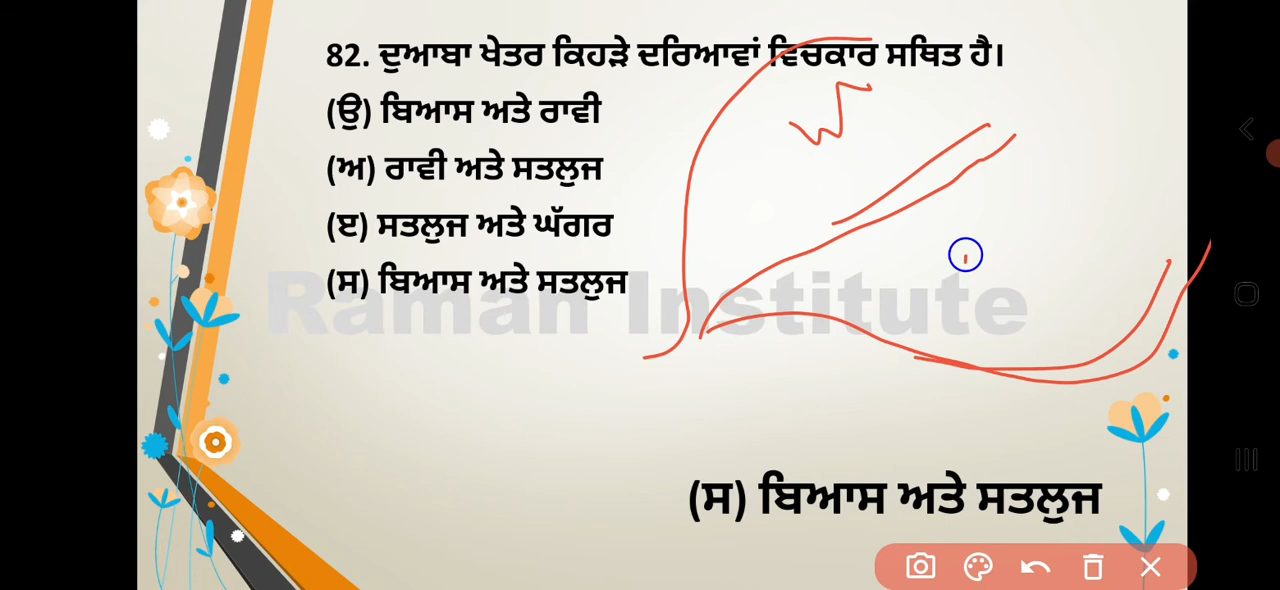 82. ਦੁਆਬਾ ਖੇਤਰ ਕਿਹੜੇ ਦਰਿਆਵਾਂ ਵਿਚਕਾਰ ਸਥਿਤ ਹੈ।
(ਉ) ਬਿਆਸ ਅਤੇ ਰਾਵੀ
(ਅ) ਰਾਵੀ ਅਤੇ ਸਤਲੁਜ
(ੲ) ਸਤਲੁਜ ਅਤੇ ਘੱਗਰ
(ਸ) ਬਿਆਸ ਅਤੇ ਸਤਲੁਜ
Raman Institute
(ਸ) ਬਿਆਸ ਅਤੇ ਸਤਲੁਜ